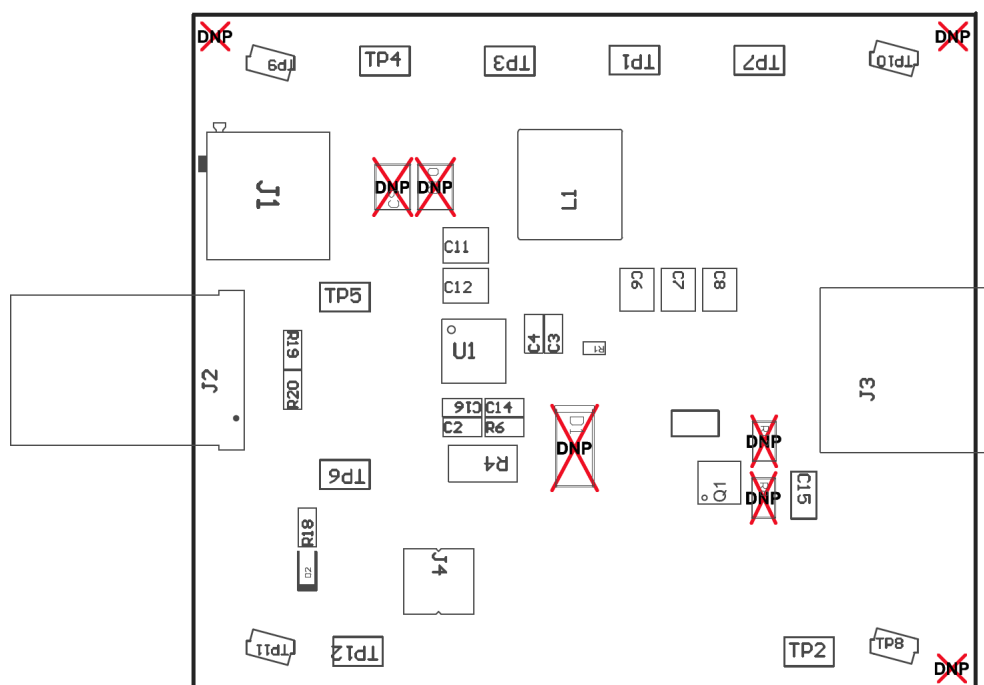 DNP
DNP
TP9
TP4
TP3
TP1
TP7
TP10
J1
DNP
DNP
L1
C11
C12
C6
C7
C8
TP5
R19
U1
C4
C3
R1
J2
R20
J3
C16
C14
C2
R6
D1
DNP
DNP
R4
TP6
Q1
DNP
C15
R18
D2
J4
TP11
TP12
TP2
TP8
DNP